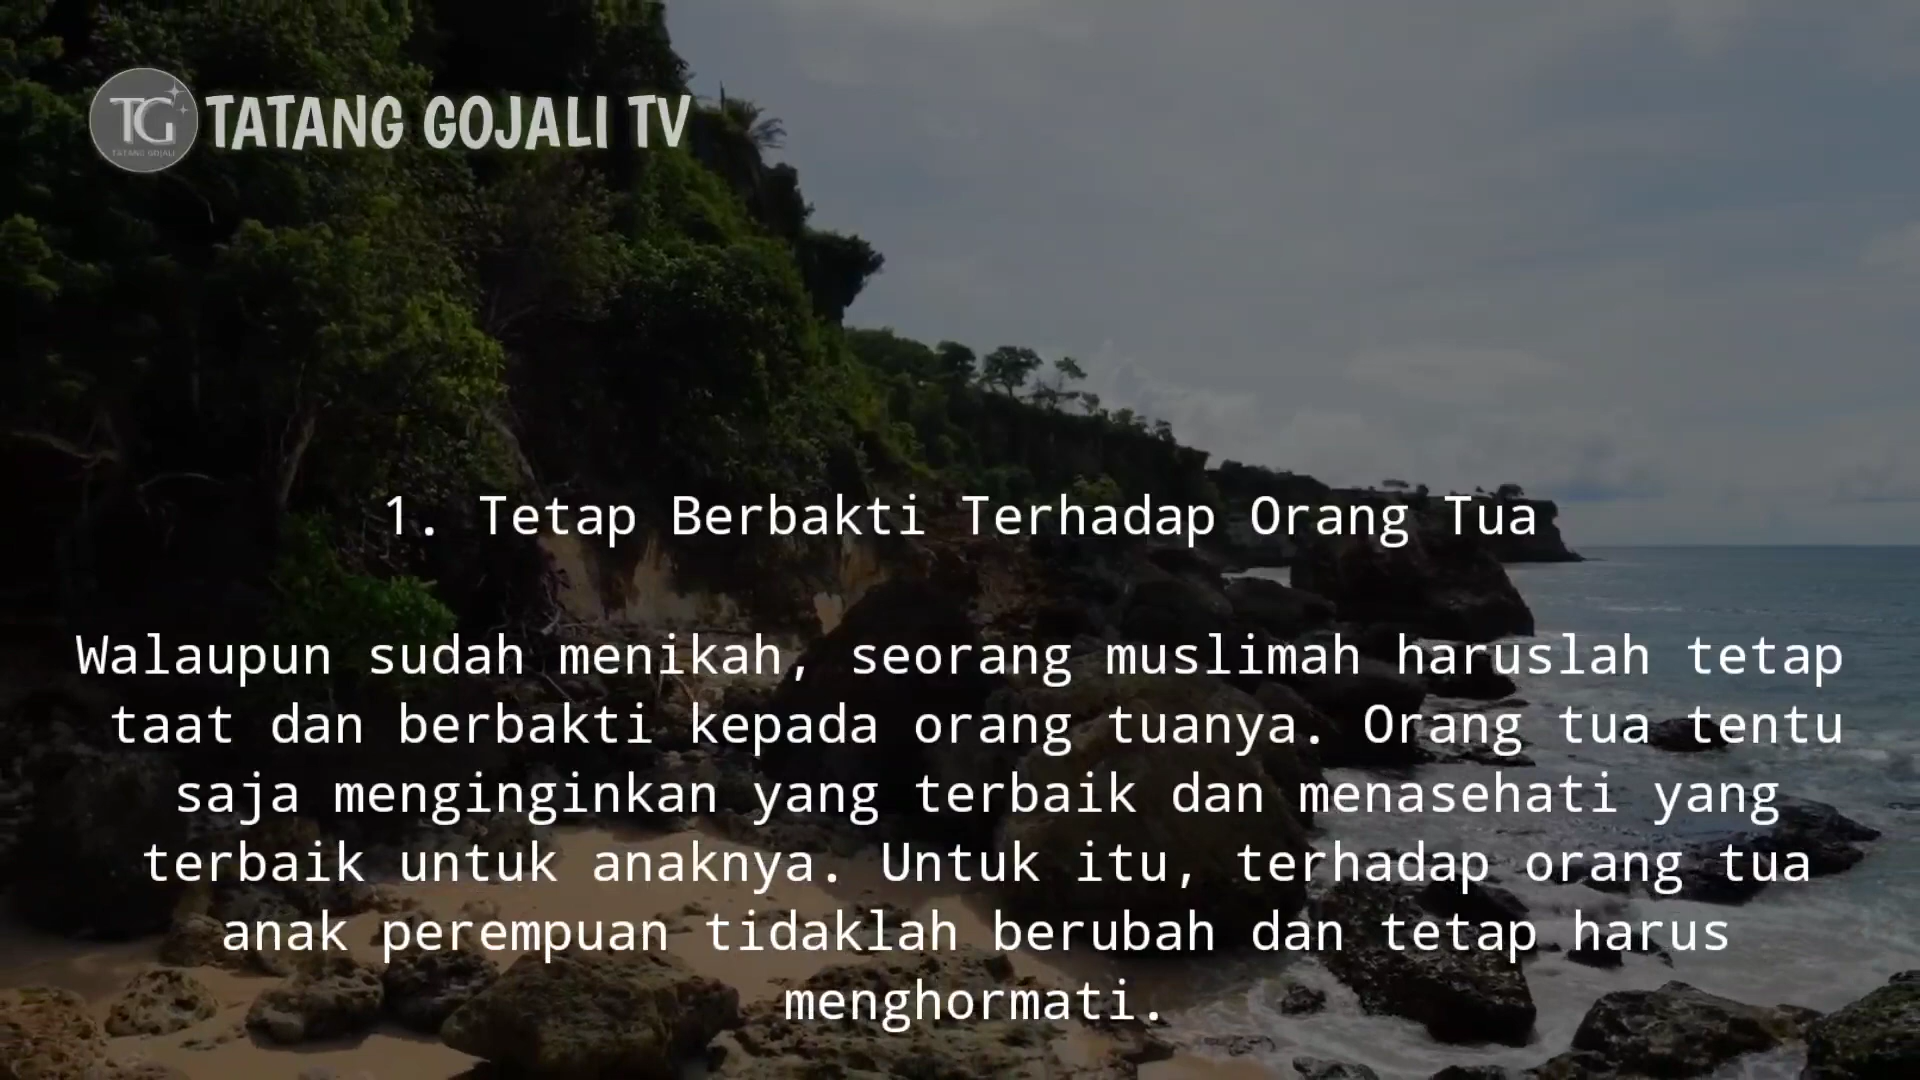 TG
TATANG GOJALI
TATANG GOJALI TV
1. Tetap Berbakti Terhadap Orang Tua
Walaupun sudah menikah, seorang muslimah haruslah tetap
taat dan berbakti kepada orang tuanya. Orang tua tentu
saja menginginkan yang terbaik dan menasehati yang
terbaik untuk anaknya. Untuk itu, terhadap orang tua
anak perempuan tidaklah berubah dan tetap harus
menghormati.